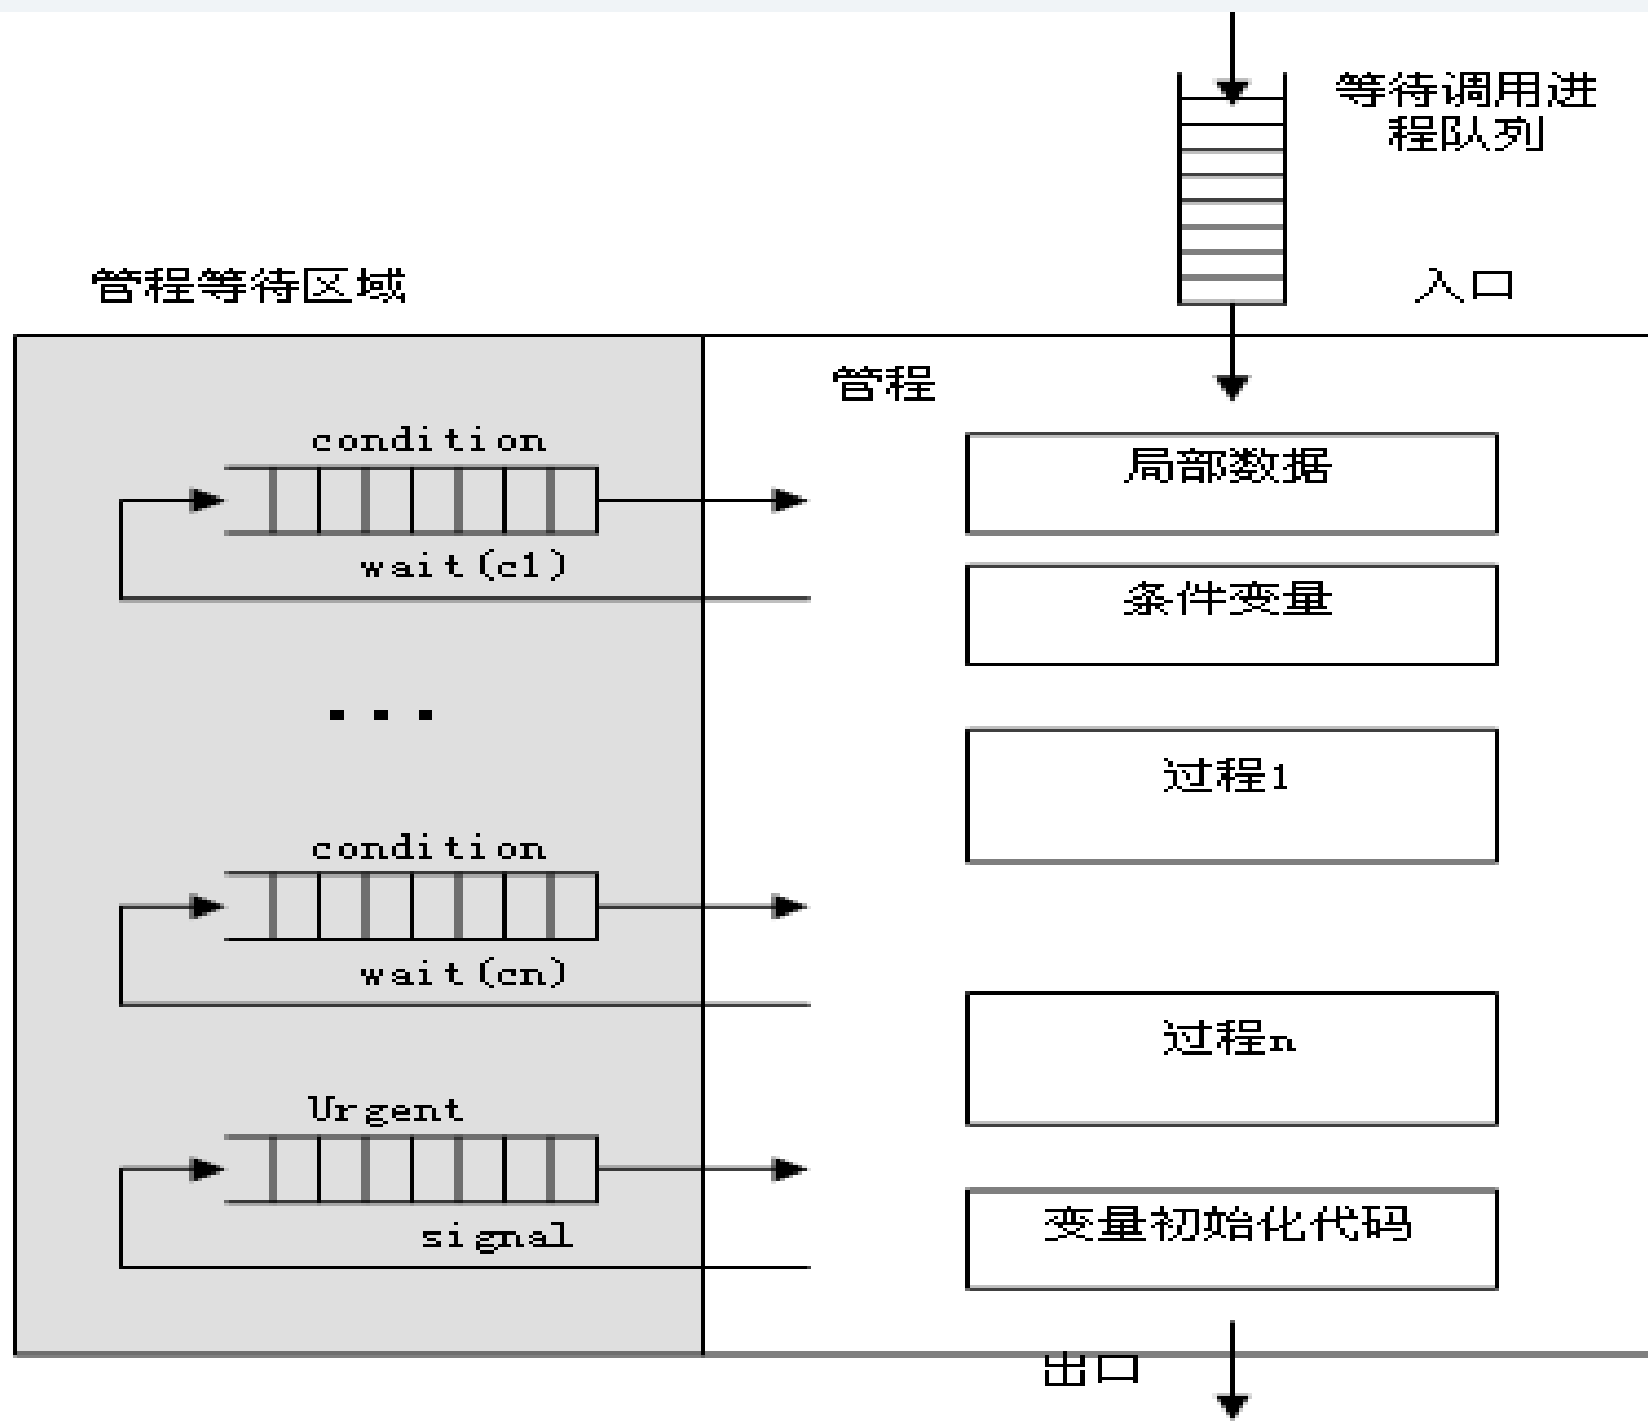 等待调用进
程队列
管程等待区域
入口
管程
condition
局部数据
wait(c1)
条件变量
...
过程1
condition
wait(cn)
过程n
Urgent
变量初始化代码
signal
出口